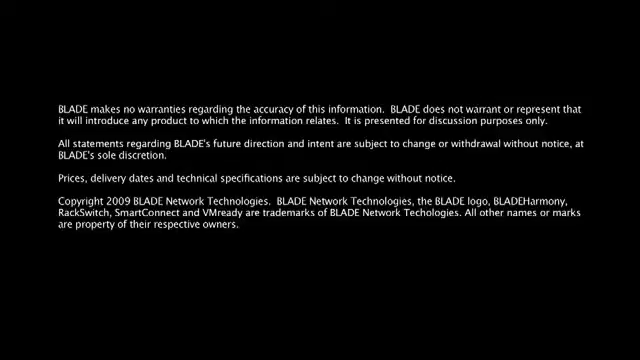 BLADE makes no warranties regarding the accuracy of this information.  BLADE does not warrant or represent that
it will introduce any product to which the information relates.  It is presented for discussion purposes only.
All statements regarding BLADE's future direction and intent are subject to change or withdrawal without notice, at
BLADE's sole discretion.
Prices, delivery dates and technical specifications are subject to change without notice.
Copyright 2009 BLADE Network Technologies.  BLADE Network Technologies, the BLADE logo, BLADEHarmony,
RackSwitch, SmartConnect and VMready are trademarks of BLADE Network Techologies. All other names or marks
are property of their respective owners.